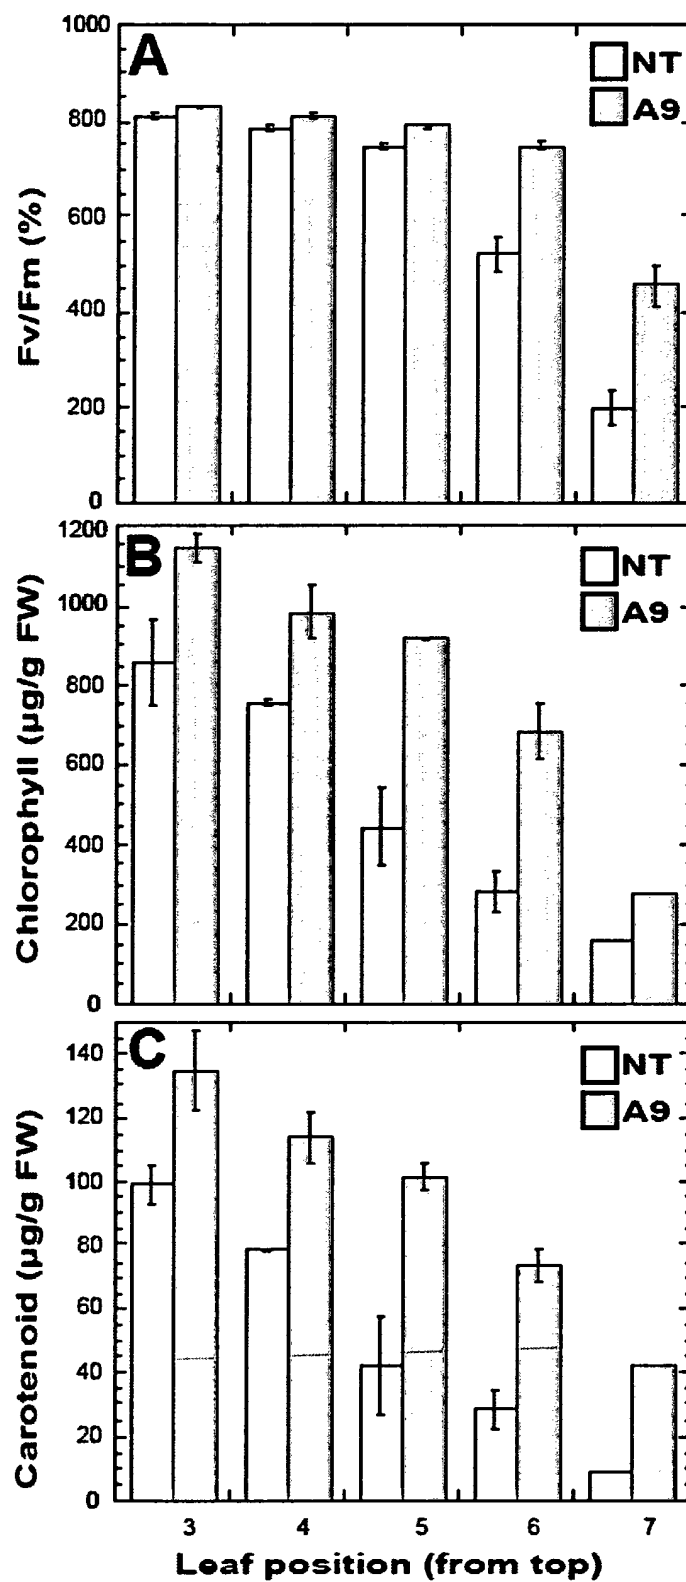 A
NT
A9
1000
800
600
400
200
0
Fv/Fm (%)
B
NT
A9
1200
1000
800
600
400
200
0
Chlorophyll (µg/g FW)
C
NT
A9
140
120
100
80
60
40
20
0
Carotenoid (µg/g FW)
3 4 5 6 7
Leaf position (from top)